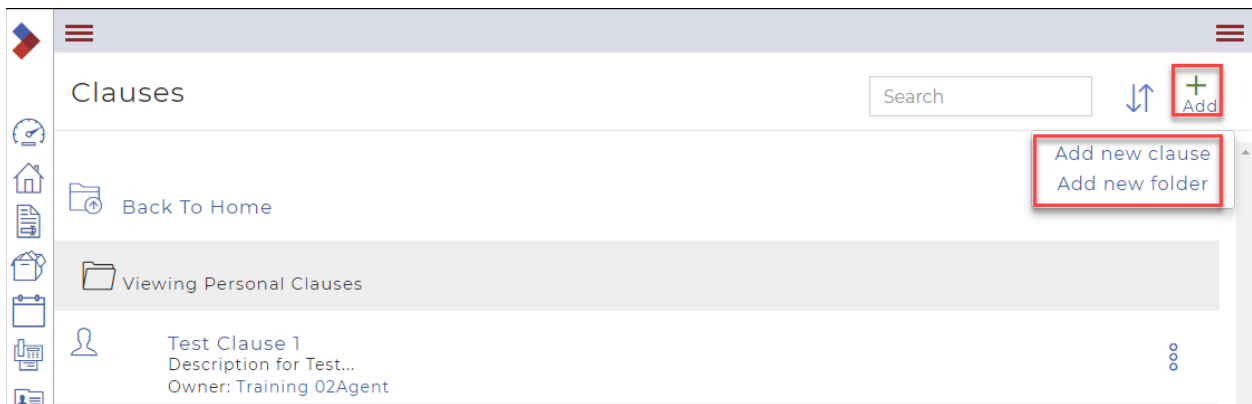 Clauses
Search
Add
Add new clause
Add new folder
Back To Home
Viewing Personal Clauses
Test Clause 1
Description for Test...
Owner: Training 02Agent